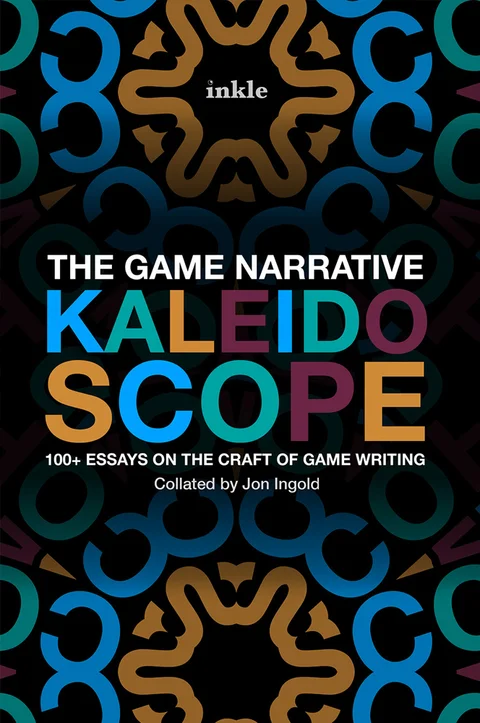 inkle
THE GAME NARRATIVE
KALEIDO
SCOPE
100+ ESSAYS ON THE CRAFT OF GAME WRITING
Collated by Jon Ingold